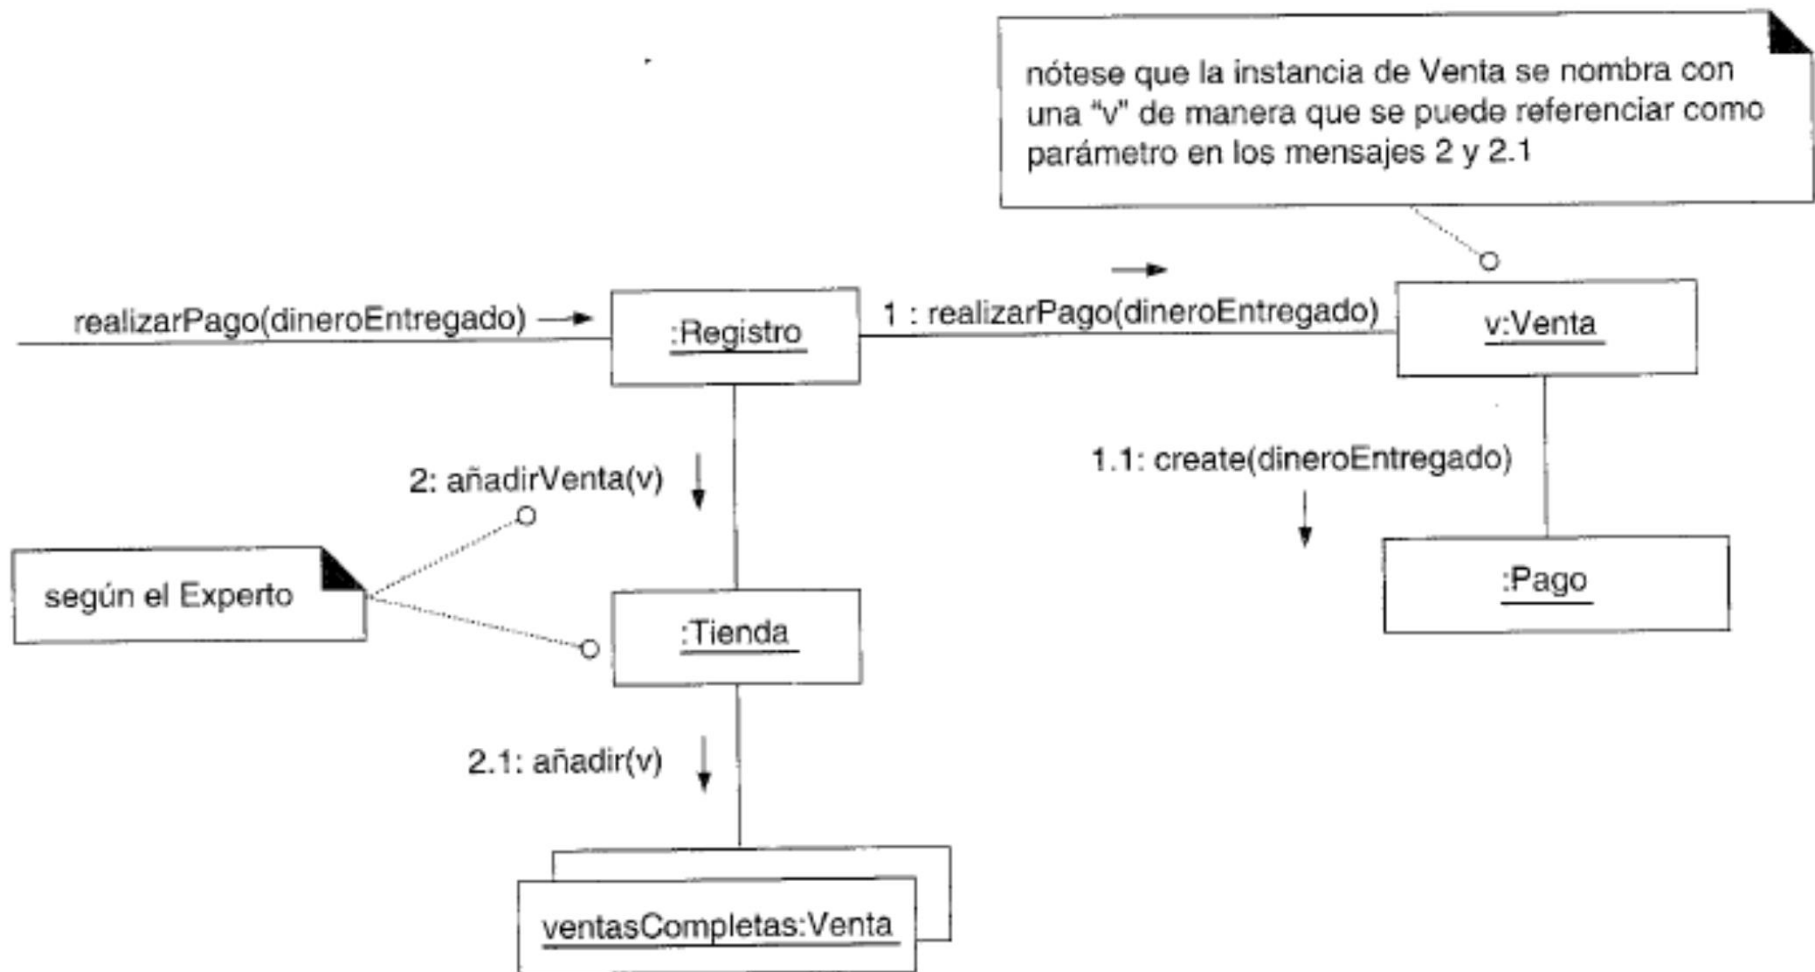 nótese que la instancia de Venta se nombra con
una "v" de manera que se puede referenciar como
parámetro en los mensajes 2 y 2.1
realizarPago(dineroEntregado)
:Registro
1 : realizarPago(dineroEntregado)
v:Venta
2: añadirVenta(v)
1.1: create(dineroEntregado)
según el Experto
:Tienda
:Pago
2.1: añadir(v)
ventasCompletas:Venta